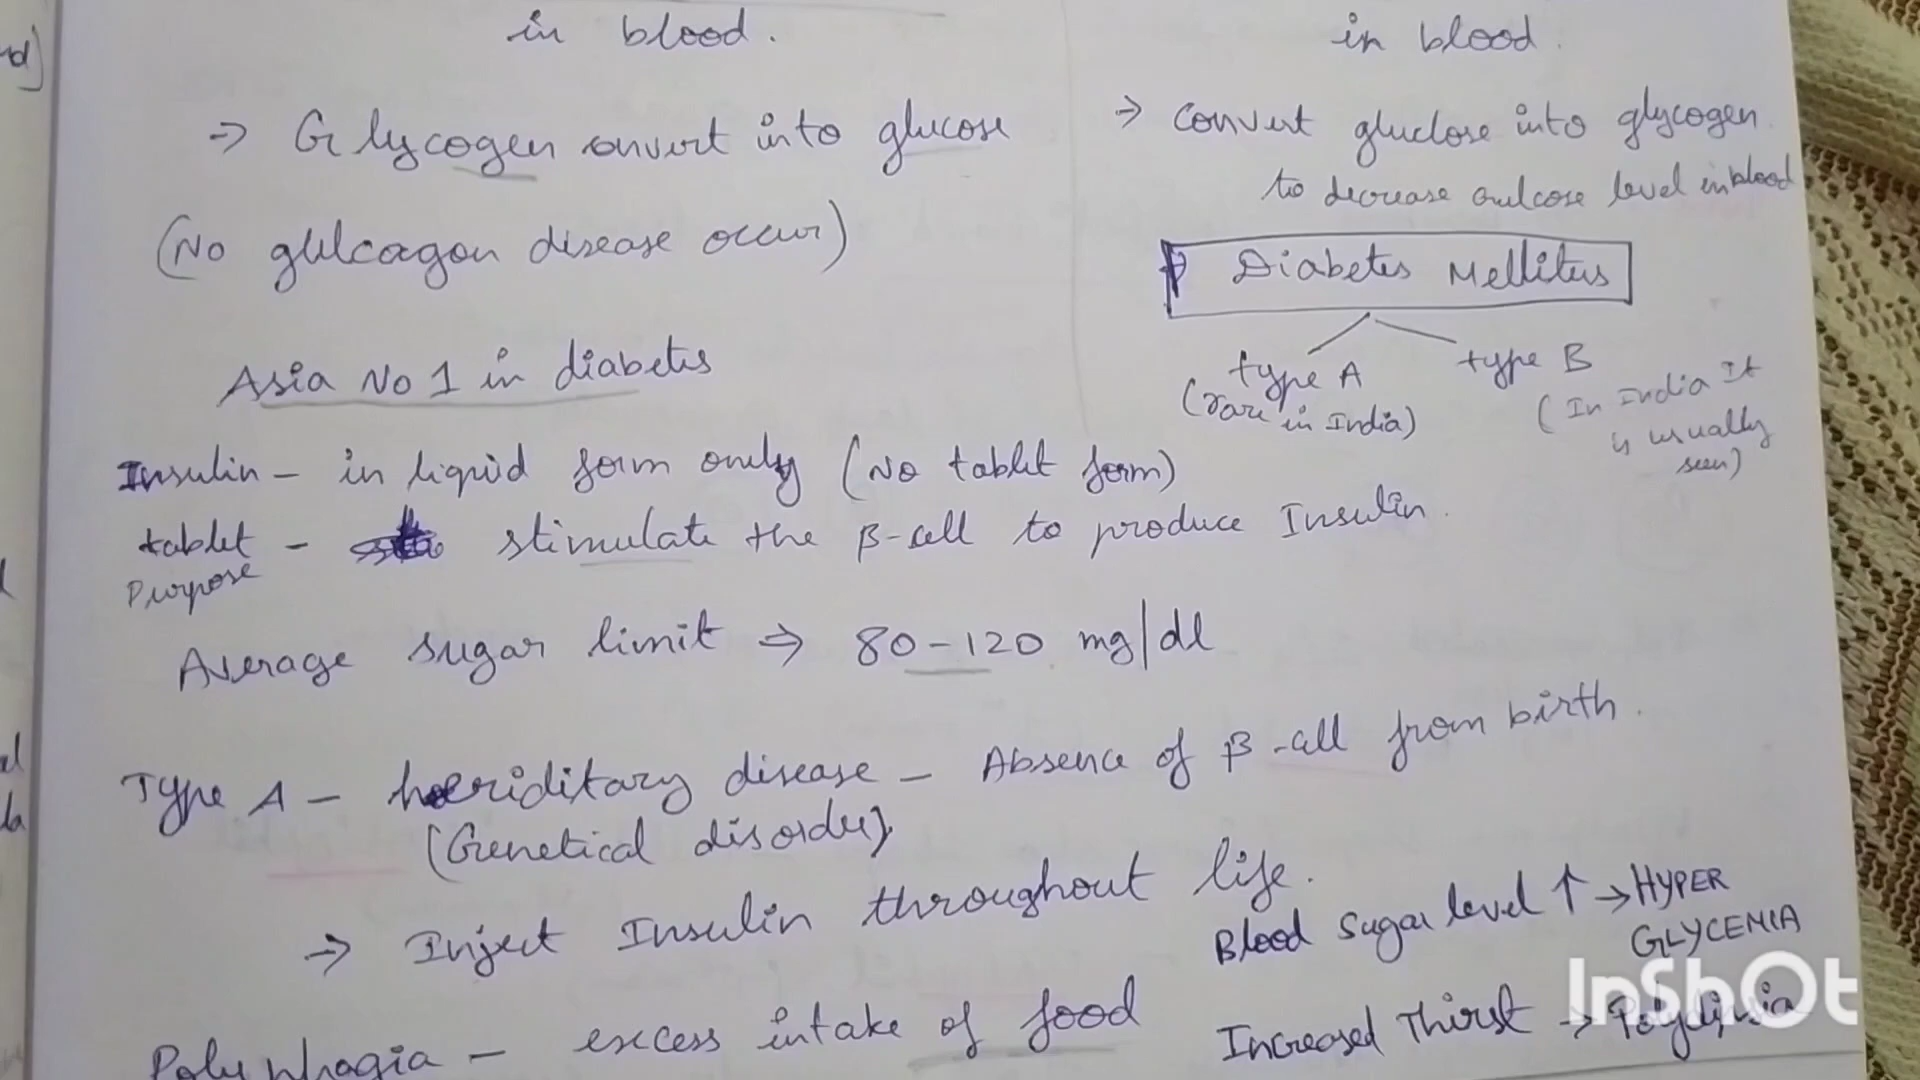 in blood.
→ Glycogen convert into glucose
(No glulcagon disease occur)
Asia No 1 in diabetes
in blood.
→ Convert gluclose into glycogen
to decrease level in blood
Diabetes Mellitus
type A
(rare in India)
type B
(In India It
is usually
seen)
Insulin - in liquid form only (No tablet form)
tablet - stimulate the β-cell to produce Insulin.
Purpose
Average sugar limit ⇒ 80-120 mg/dl
Type A - heriditary disease - Absence of β-cell from birth.
(Genetical disorder)
→ Inject Insulin throughout life.
Blood Sugar level ↑ → HYPER
GLYCEMIA
Polyphagia - excess intake of food
Increased Thirst → Polydipsia
InShOt